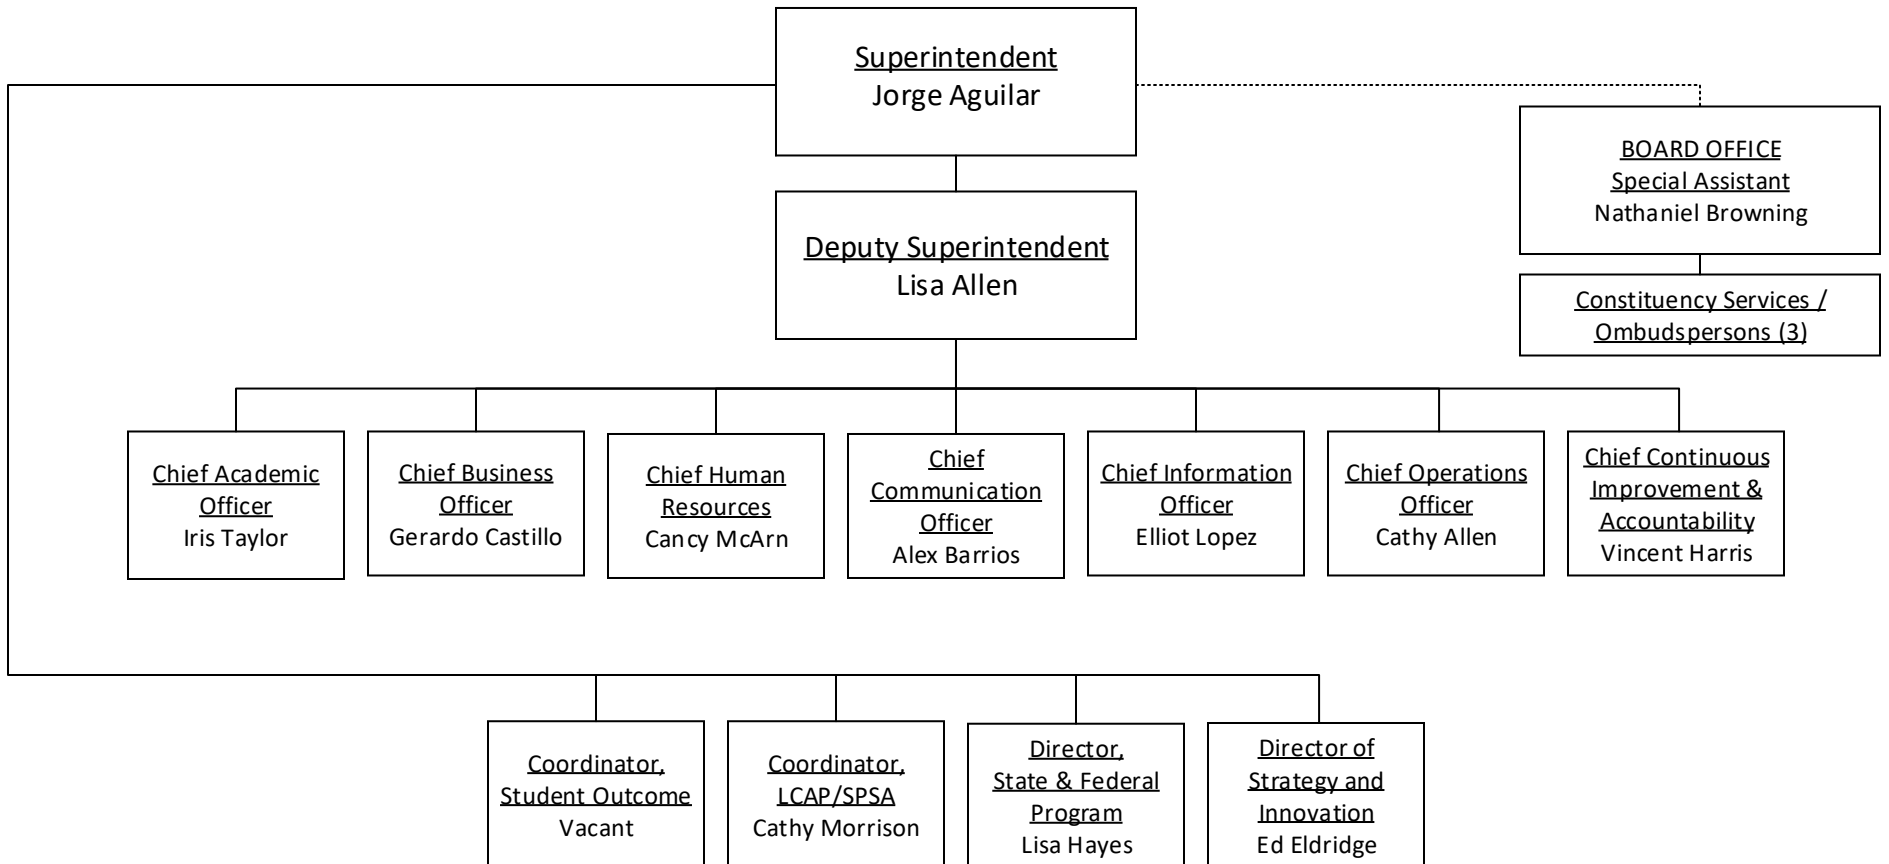 Superintendent
Jorge Aguilar
BOARD OFFICE
Special Assistant
Nathaniel Browning
Deputy Superintendent
Lisa Allen
Constituency Services /
Ombudspersons (3)
Chief Academic
Officer
Iris Taylor
Chief Business
Officer
Gerardo Castillo
Chief Human
Resources
Cancy McArn
Chief
Communication
Officer
Alex Barrios
Chief Information
Officer
Elliot Lopez
Chief Operations
Officer
Cathy Allen
Chief Continuous
Improvement &
Accountability
Vincent Harris
Coordinator,
Student Outcome
Vacant
Coordinator,
LCAP/SPSA
Cathy Morrison
Director,
State & Federal
Program
Lisa Hayes
Director of
Strategy and
Innovation
Ed Eldridge